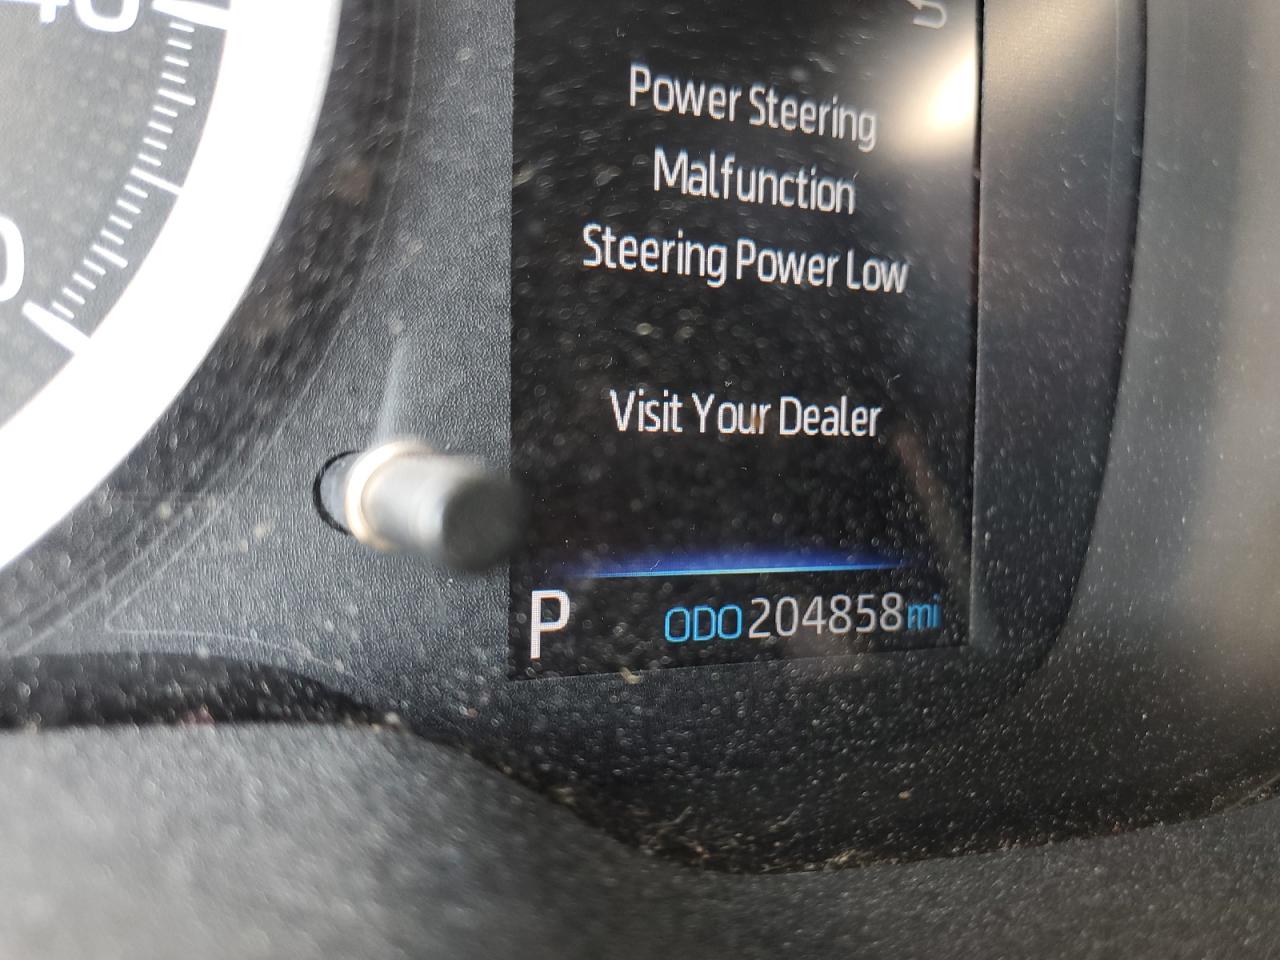 Power Steering
Malfunction
Steering Power Low
Visit Your Dealer
P ODO 204858 mi